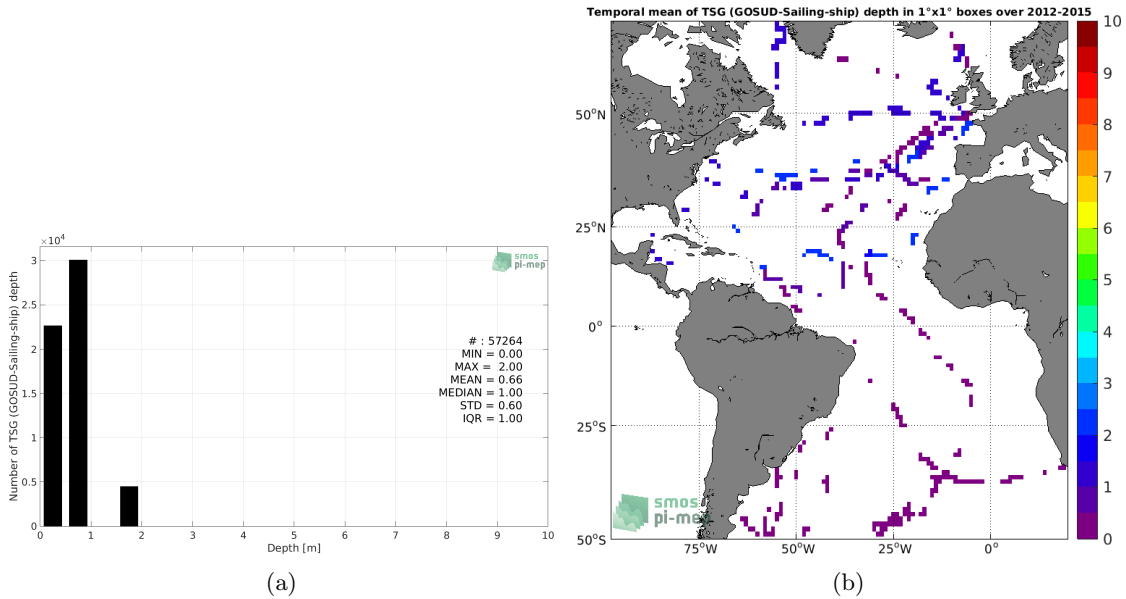 ×10⁴
3
2.5
2
1.5
1
0.5
0
Number of TSG (GOSUD-Sailing-ship) depth
smos
pi-mep
# : 57264
MIN = 0.00
MAX = 2.00
MEAN = 0.66
MEDIAN = 1.00
STD = 0.60
IQR = 1.00
0 1 2 3 4 5 6 7 8 9 10
Depth [m]
(a)
Temporal mean of TSG (GOSUD-Sailing-ship) depth in 1°x1° boxes over 2012-2015
50°N
25°N
0°
25°S
50°S
75°W 50°W 25°W 0°
smos
pi-mep
10
9
8
7
6
5
4
3
2
1
0
(b)